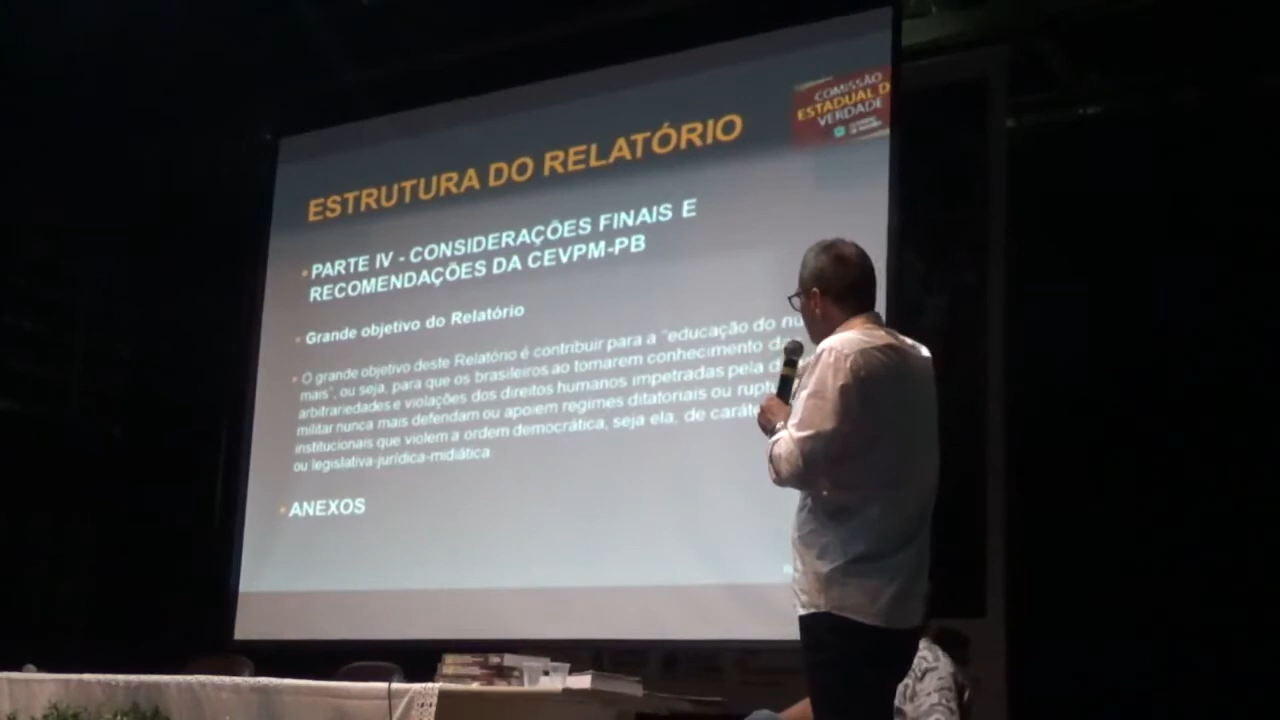 COMISSÃO
ESTADUAL D
VERDADE
ESTRUTURA DO RELATÓRIO
PARTE IV - CONSIDERAÇÕES FINAIS E
RECOMENDAÇÕES DA CEVPM-PB
Grande objetivo do Relatório
O grande objetivo deste Relatório é contribuir para a "educação do nu
mais", ou seja, para que os brasileiros ao tomarem conhecimento d
arbitrariedades e violações dos direitos humanos impetradas pela d
militar nunca mais defendam ou apoiem regimes ditatoriais ou rupt
institucionais que violem a ordem democrática, seja ela, de carát
ou legislativa-jurídica-midiática.
ANEXOS